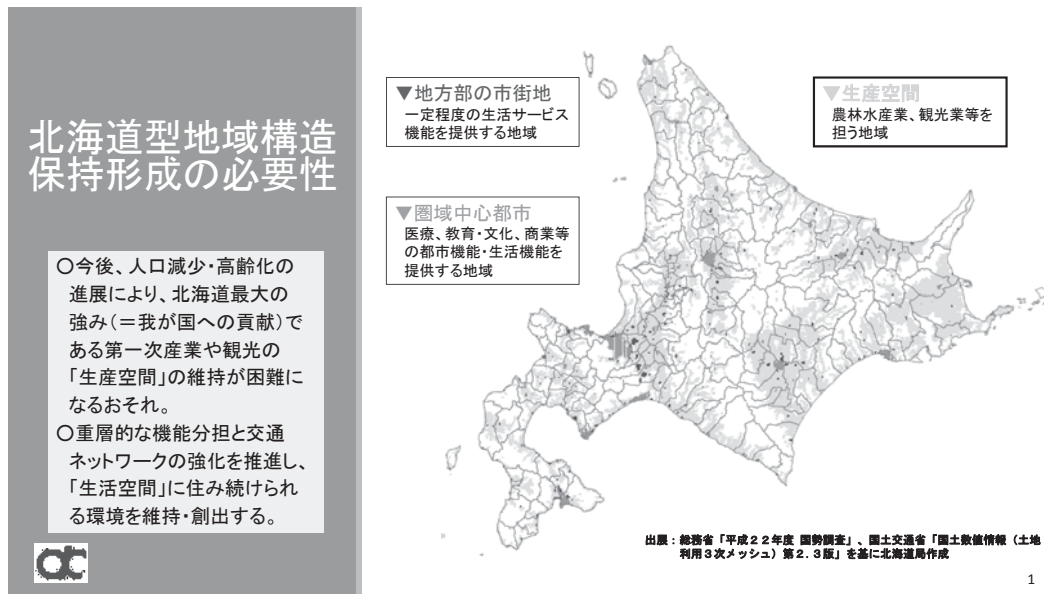 北海道型地域構造
保持形成の必要性
〇今後、人口減少・高齢化の
進展により、北海道最大の
強み(＝我が国への貢献)で
ある第一次産業や観光の
「生産空間」の維持が困難に
なるおそれ。
〇重層的な機能分担と交通
ネットワークの強化を推進し、
「生活空間」に住み続けられ
る環境を維持・創出する。
▼地方部の市街地
一定程度の生活サービス
機能を提供する地域
▼圏域中心都市
医療、教育・文化、商業等
の都市機能・生活機能を
提供する地域
▼生産空間
農林水産業、観光業等を
担う地域
出展：総務省「平成２２年度 国勢調査」、国土交通省「国土数値情報（土地
利用３次メッシュ）第２．３版」を基に北海道局作成
1